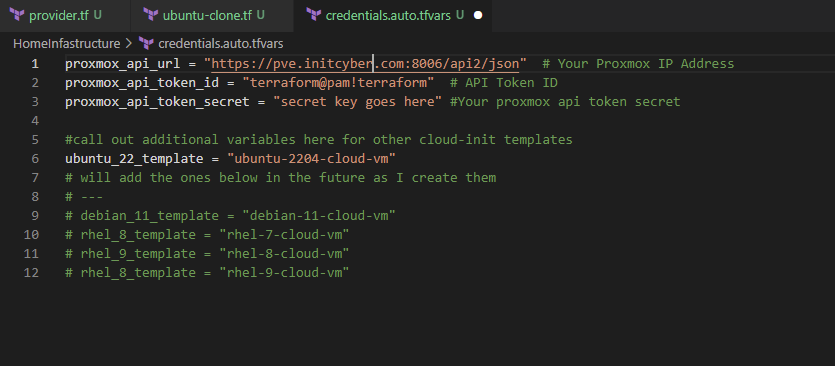 provider.tf U ubuntu-clone.tf U credentials.auto.tfvars U
HomeInfastructure > credentials.auto.tfvars
1 proxmox_api_url = "https://pve.initcyber.com:8006/api2/json"  # Your Proxmox IP Address
2 proxmox_api_token_id = "terraform@pam!terraform"  # API Token ID
3 proxmox_api_token_secret = "secret key goes here" #Your proxmox api token secret
4
5 #call out additional variables here for other cloud-init templates
6 ubuntu_22_template = "ubuntu-2204-cloud-vm"
7 # will add the ones below in the future as I create them
8 # ---
9 # debian_11_template = "debian-11-cloud-vm"
10 # rhel_8_template = "rhel-7-cloud-vm"
11 # rhel_9_template = "rhel-8-cloud-vm"
12 # rhel_8_template = "rhel-9-cloud-vm"